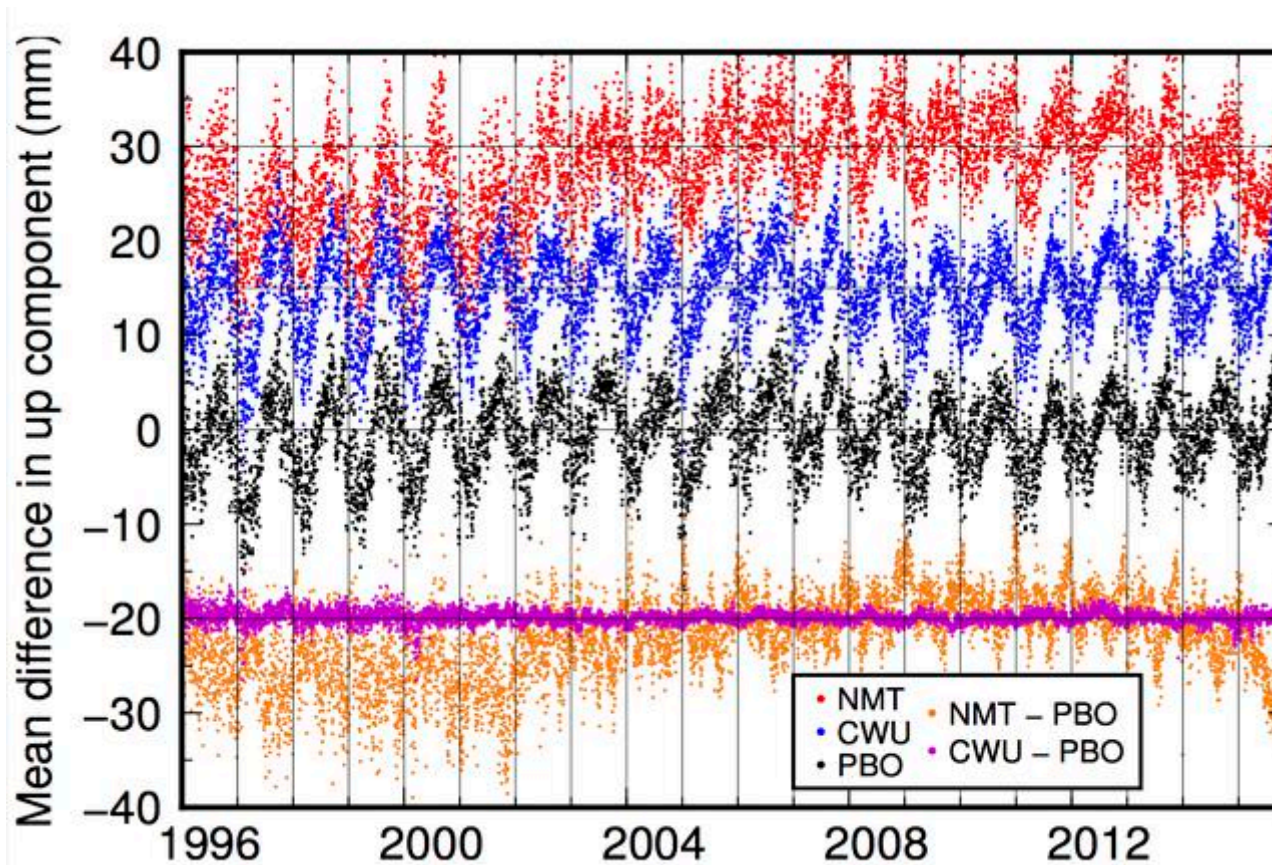 Mean difference in up component (mm)
40
30
20
10
0
−10
−20
−30
−40
1996 2000 2004 2008 2012
NMT
CWU
PBO
NMT − PBO
CWU − PBO